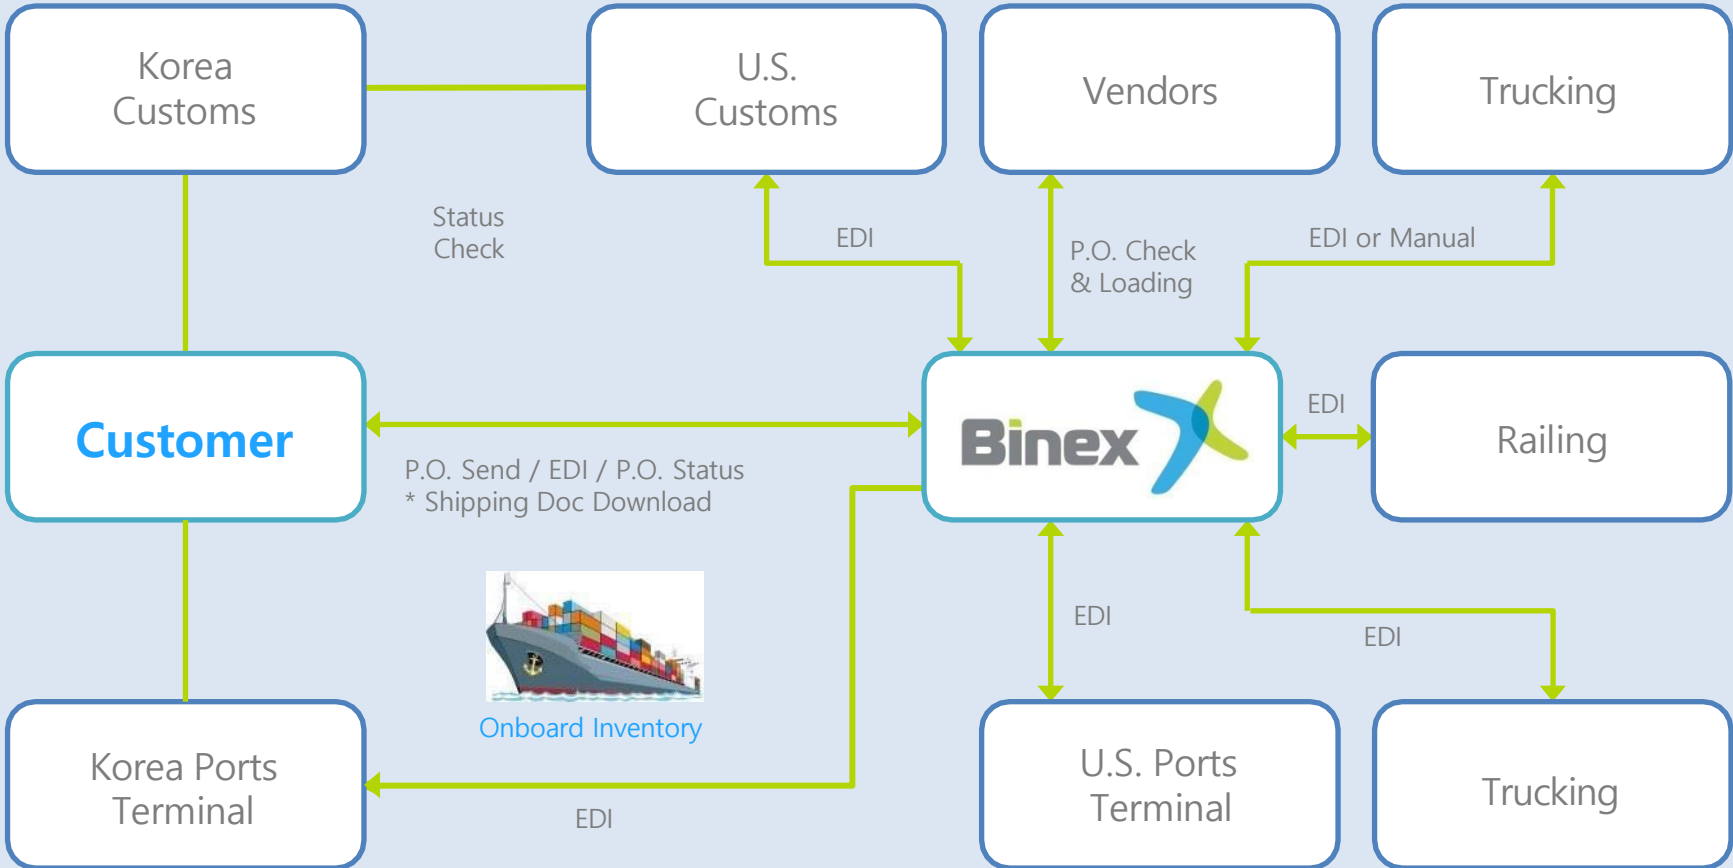 Korea
Customs
U.S.
Customs
Vendors
Trucking
Status
Check
EDI
P.O. Check
& Loading
EDI or Manual
Customer
Binex
EDI
Railing
P.O. Send / EDI / P.O. Status
* Shipping Doc Download
Onboard Inventory
EDI
EDI
Korea Ports
Terminal
EDI
U.S. Ports
Terminal
Trucking